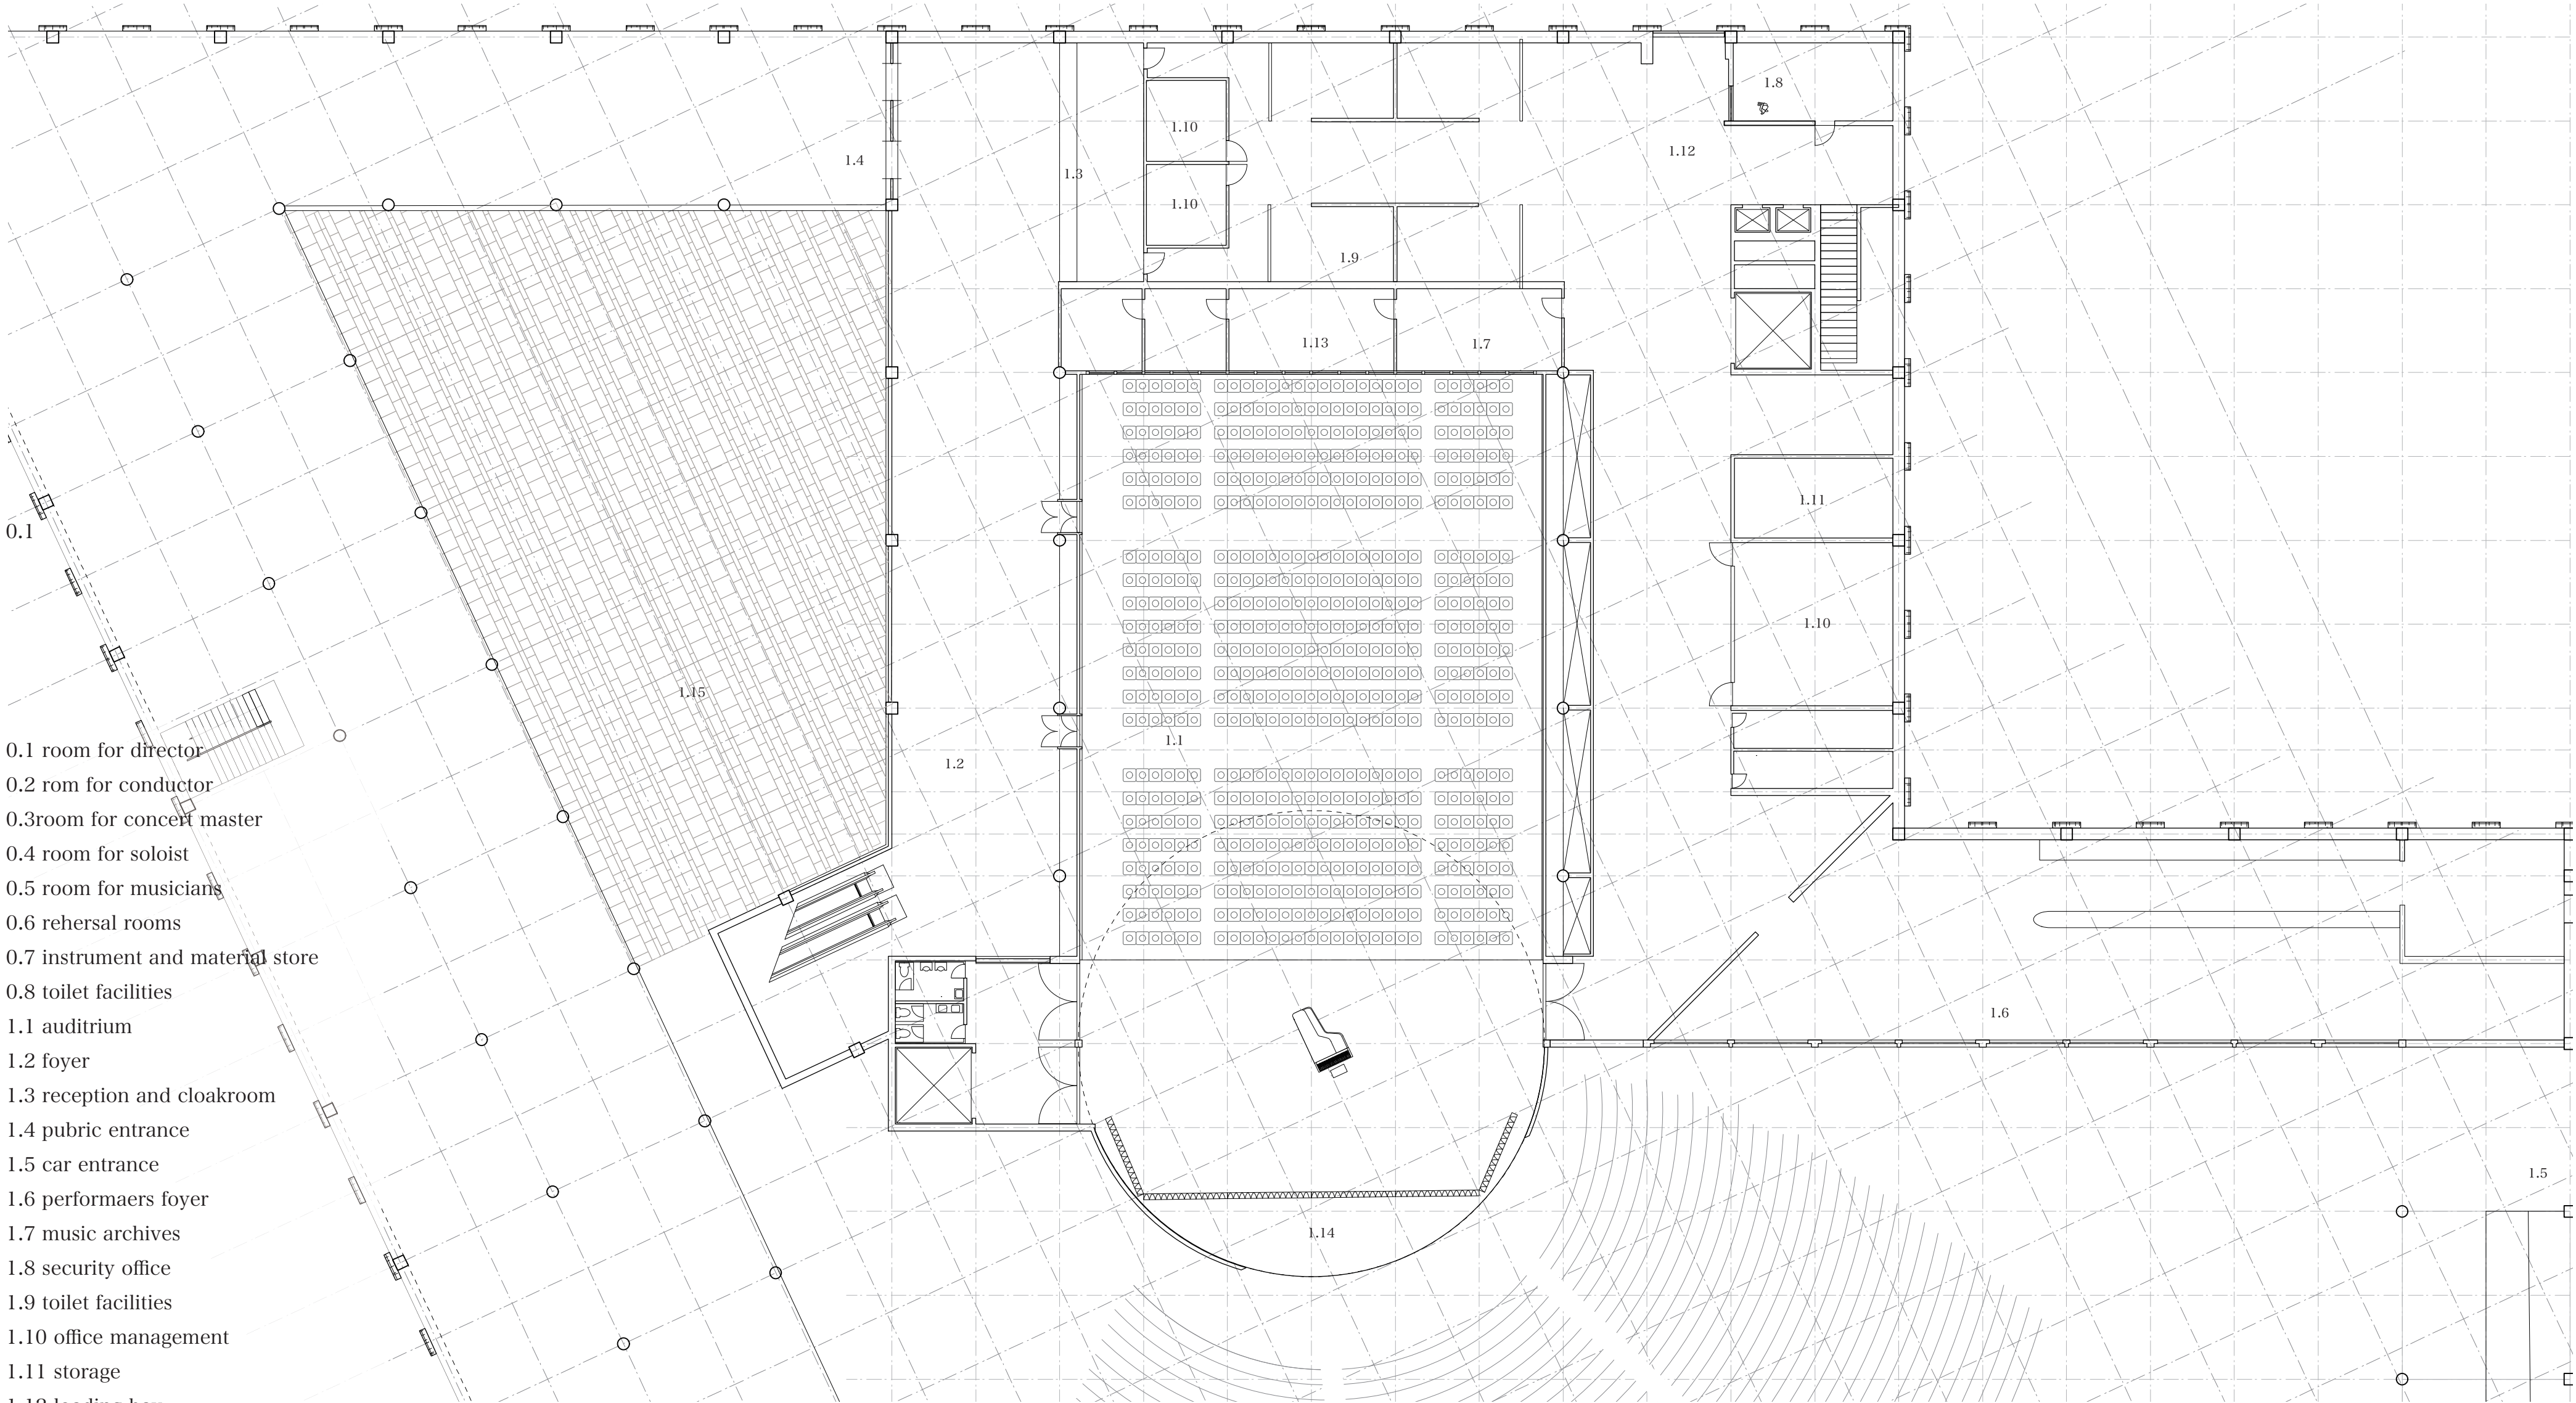 1.8
1.10
1.12
1.4
1.3
1.10
1.9
1.13
1.7
1.11
0.1
1.10
1.15
1.1
1.2
0.1 room for director
0.2 rom for conductor
0.3room for concert master
0.4 room for soloist
0.5 room for musicians
0.6 rehersal rooms
0.7 instrument and material store
0.8 toilet facilities
1.1 auditrium
1.2 foyer
1.3 reception and cloakroom
1.4 pubric entrance
1.5 car entrance
1.6 performaers foyer
1.7 music archives
1.8 security office
1.9 toilet facilities
1.10 office management
1.11 storage
1.6
1.5
1.14